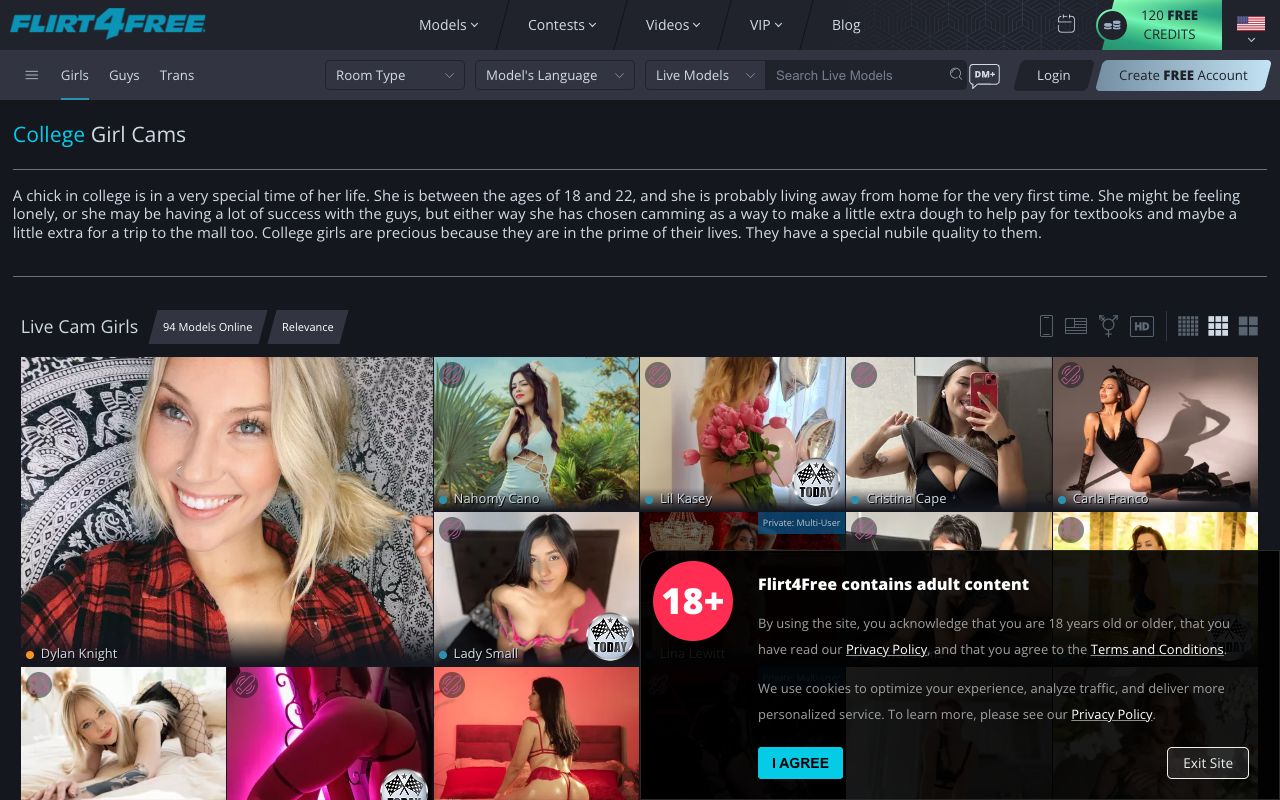 FLIRT4FREE
Models
Contests
Videos
VIP
Blog
120 FREE
CREDITS
Girls
Guys
Trans
Room Type
Model's Language
Live Models
Search Live Models
DM+
Login
Create FREE Account
College Girl Cams
A chick in college is in a very special time of her life. She is between the ages of 18 and 22, and she is probably living away from home for the very first time. She might be feeling
lonely, or she may be having a lot of success with the guys, but either way she has chosen camming as a way to make a little extra dough to help pay for textbooks and maybe a
little extra for a trip to the mall too. College girls are precious because they are in the prime of their lives. They have a special nubile quality to them.
Live Cam Girls
94 Models Online
Relevance
HD
Nahomy Cano
Lil Kasey
TODAY
Cristina Cape
Carla Franco
Private: Multi-User
Dylan Knight
Lady Small
TODAY
Lina Lewitt
18+
Flirt4Free contains adult content
By using the site, you acknowledge that you are 18 years old or older, that you
have read our Privacy Policy, and that you agree to the Terms and Conditions.
We use cookies to optimize your experience, analyze traffic, and deliver more
personalized service. To learn more, please see our Privacy Policy.
I AGREE
Exit Site
TODAY